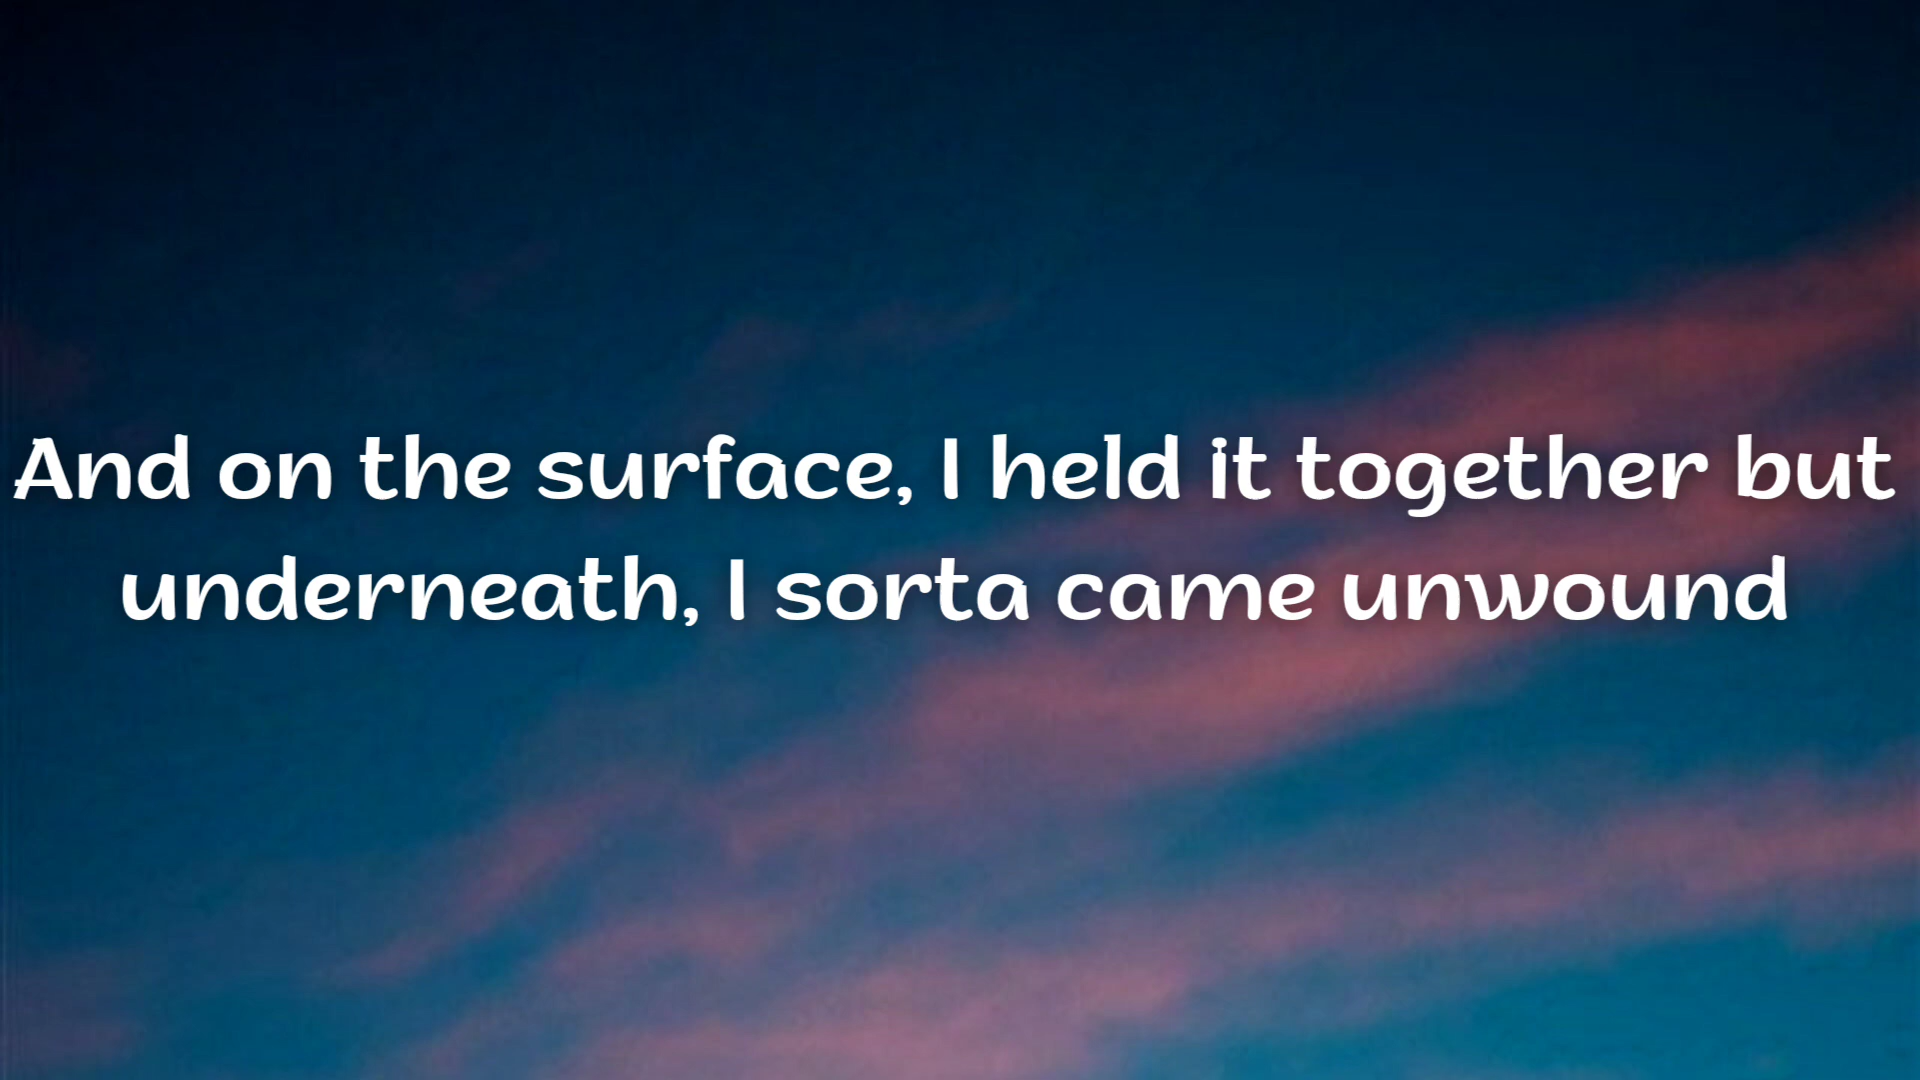 And on the surface, I held it together but
underneath, I sorta came unwound